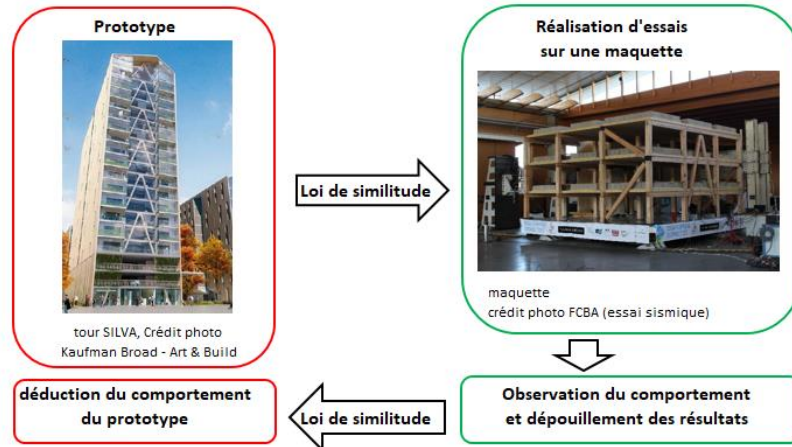 Prototype
tour SILVA, Crédit photo
Kaufman Broad - Art & Build
Loi de similitude
Réalisation d'essais
sur une maquette
maquette
crédit photo FCBA (essai sismique)
Observation du comportement
et dépouillement des résultats
Loi de similitude
déduction du comportement
du prototype